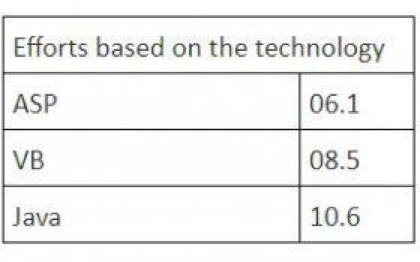 Efforts based on the technology
ASP 06.1
VB 08.5
Java 10.6